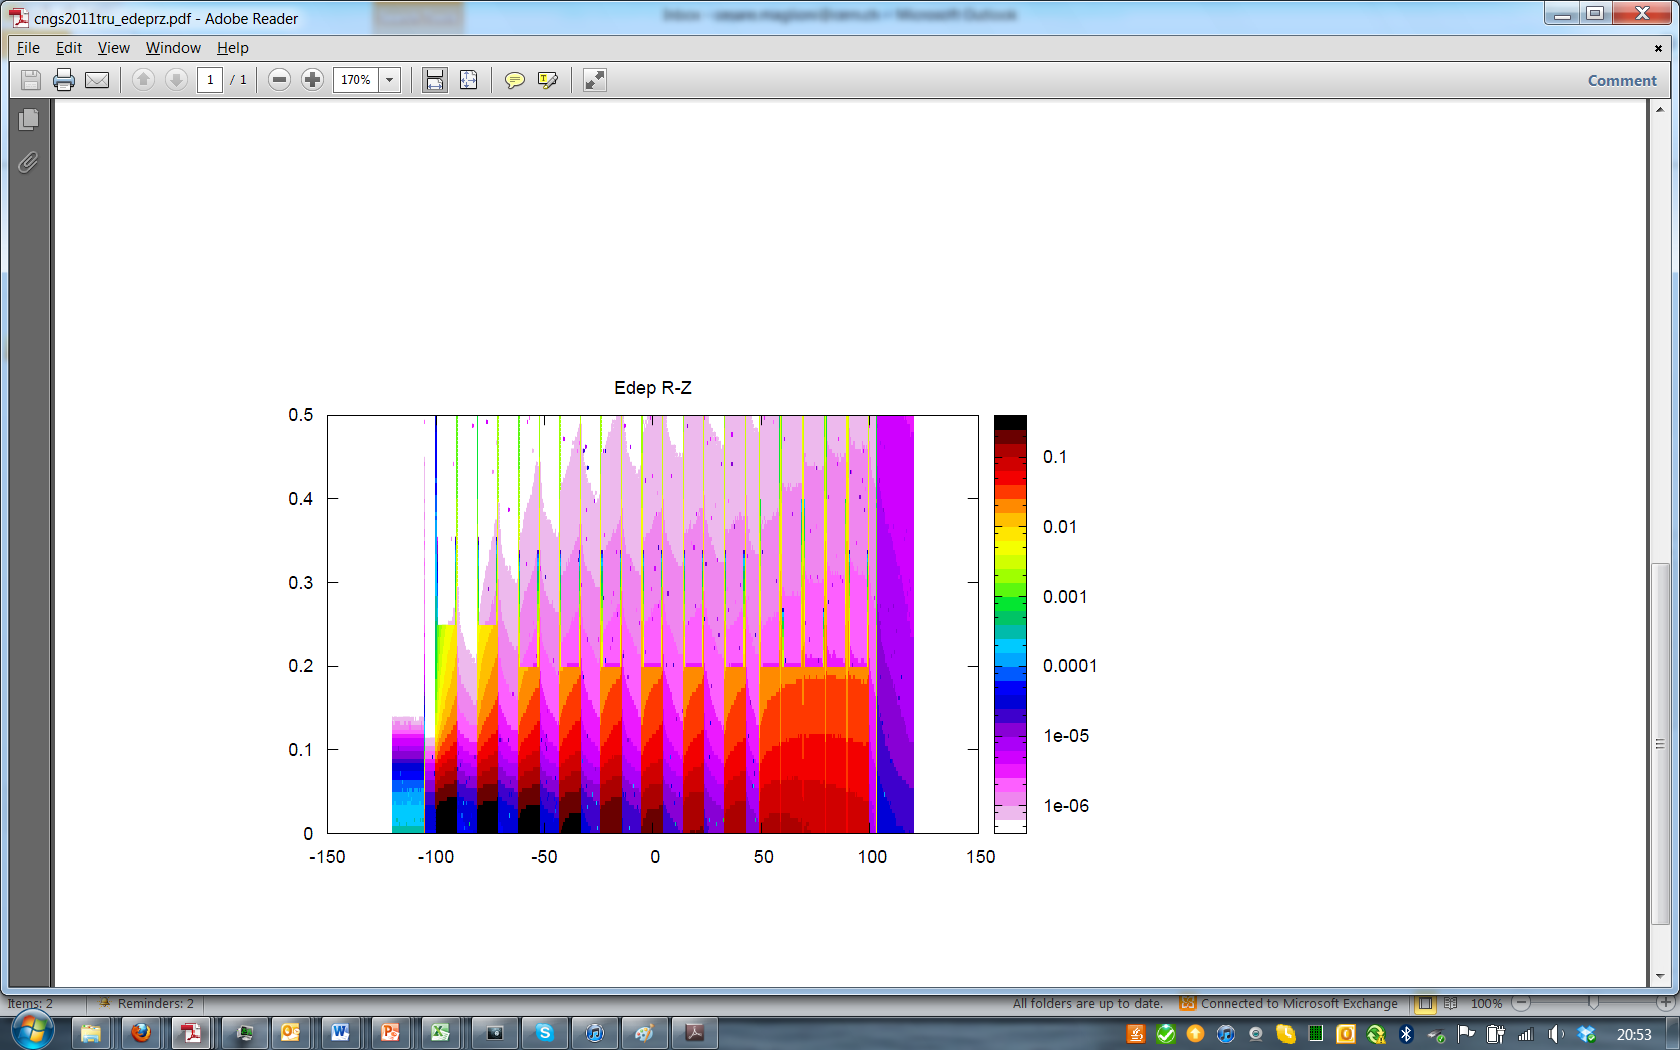 cngs2011tru_edeprz.pdf - Adobe Reader
File Edit View Window Help
1 / 1 170% Comment
Edep R-Z
0.5
0.4
0.3
0.2
0.1
0
-150 -100 -50 0 50 100 150
0.1
0.01
0.001
0.0001
1e-05
1e-06
Items: 2 Reminders: 2 All folders are up to date. Connected to Microsoft Exchange 100%
20:53